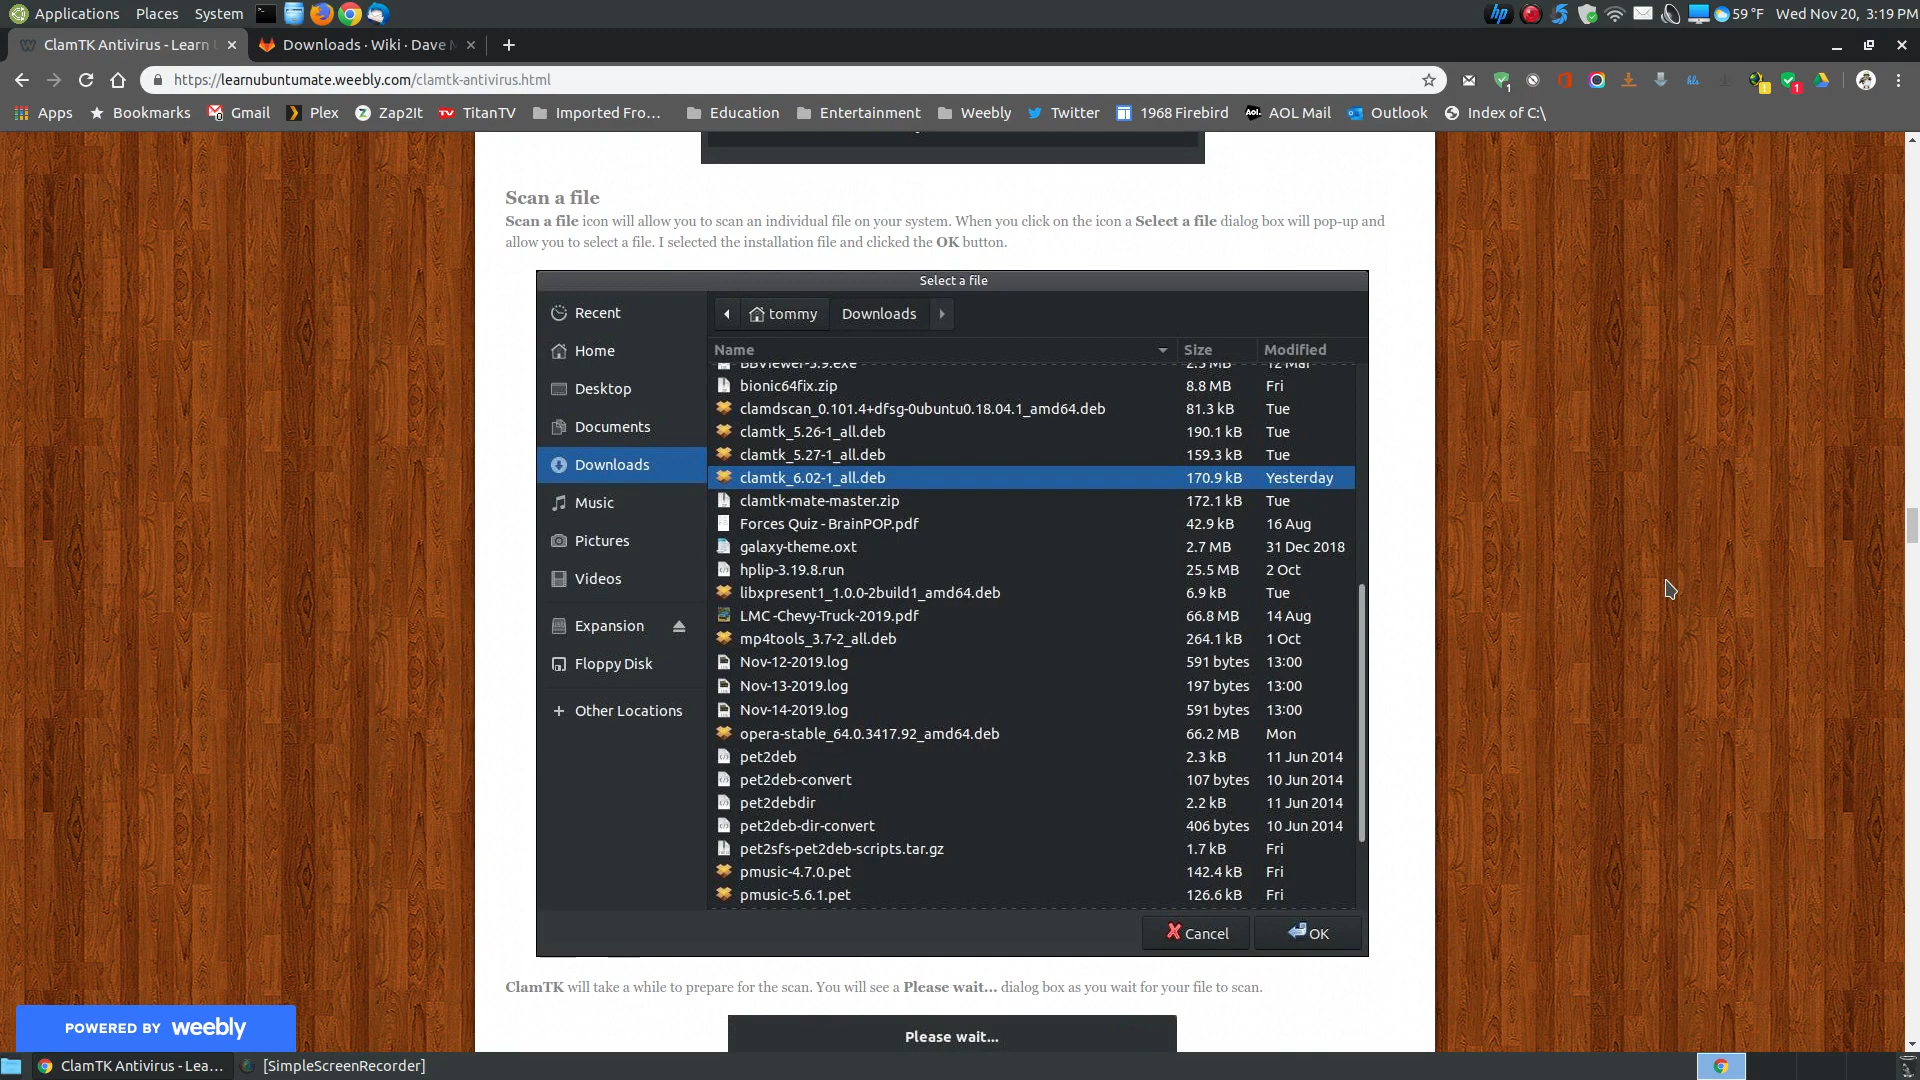 Applications Places System
59 °F Wed Nov 20, 3:19 PM
ClamTK Antivirus - Learn
Downloads · Wiki · Dave
https://learnubuntumate.weebly.com/clamtk-antivirus.html
Apps Bookmarks Gmail Plex Zap2It TitanTV Imported Fro... Education Entertainment Weebly Twitter 1968 Firebird AOL Mail Outlook Index of C:\
Scan a file
Scan a file icon will allow you to scan an individual file on your system. When you click on the icon a Select a file dialog box will pop-up and
allow you to select a file. I selected the installation file and clicked the OK button.
Select a file
Recent
Home
Desktop
Documents
Downloads
Music
Pictures
Videos
Expansion
Floppy Disk
Other Locations
tommy Downloads
Name Size Modified
BBViewer-3.9.exe 2.3 MB 12 Mar
bionic64fix.zip 8.8 MB Fri
clamdscan_0.101.4+dfsg-0ubuntu0.18.04.1_amd64.deb 81.3 kB Tue
clamtk_5.26-1_all.deb 190.1 kB Tue
clamtk_5.27-1_all.deb 159.3 kB Tue
clamtk_6.02-1_all.deb 170.9 kB Yesterday
clamtk-mate-master.zip 172.1 kB Tue
Forces Quiz - BrainPOP.pdf 42.9 kB 16 Aug
galaxy-theme.oxt 2.7 MB 31 Dec 2018
hplip-3.19.8.run 25.5 MB 2 Oct
libxpresent1_1.0.0-2build1_amd64.deb 6.9 kB Tue
LMC -Chevy-Truck-2019.pdf 66.8 MB 14 Aug
mp4tools_3.7-2_all.deb 264.1 kB 1 Oct
Nov-12-2019.log 591 bytes 13:00
Nov-13-2019.log 197 bytes 13:00
Nov-14-2019.log 591 bytes 13:00
opera-stable_64.0.3417.92_amd64.deb 66.2 MB Mon
pet2deb 2.3 kB 11 Jun 2014
pet2deb-convert 107 bytes 10 Jun 2014
pet2debdir 2.2 kB 11 Jun 2014
pet2deb-dir-convert 406 bytes 10 Jun 2014
pet2sfs-pet2deb-scripts.tar.gz 1.7 kB Fri
pmusic-4.7.0.pet 142.4 kB Fri
pmusic-5.6.1.pet 126.6 kB Fri
Cancel OK
ClamTK will take a while to prepare for the scan. You will see a Please wait... dialog box as you wait for your file to scan.
Please wait...
POWERED BY weebly
ClamTK Antivirus - Lea... [SimpleScreenRecorder]